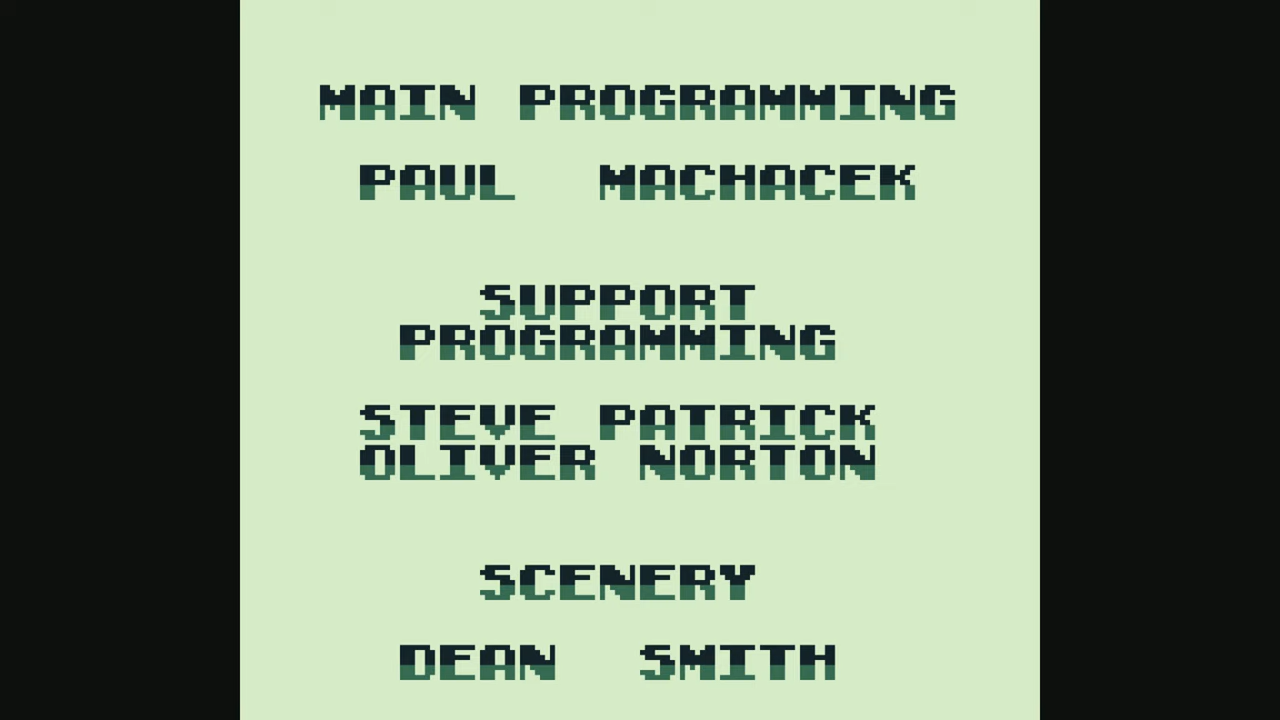 MAIN PROGRAMMING
PAUL MACHACEK
SUPPORT
PROGRAMMING
STEVE PATRICK
OLIVER NORTON
SCENERY
DEAN SMITH